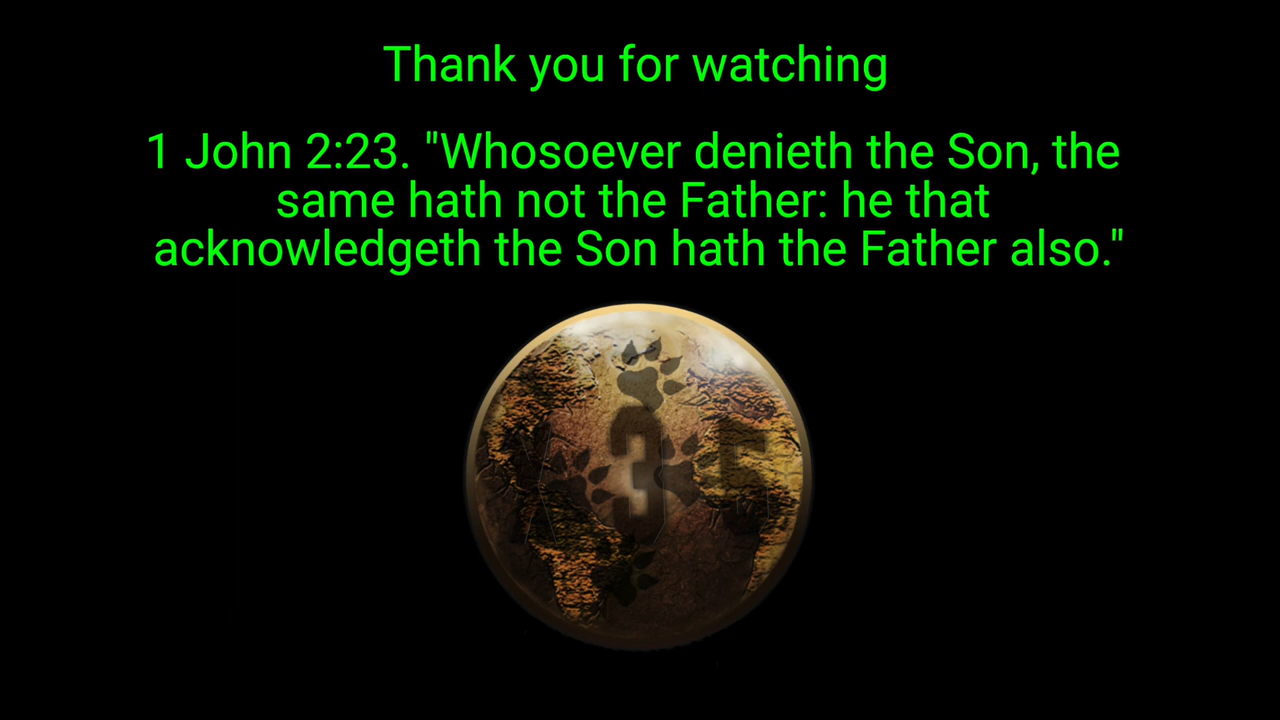 Thank you for watching
1 John 2:23. "Whosoever denieth the Son, the
same hath not the Father: he that
acknowledgeth the Son hath the Father also."
3